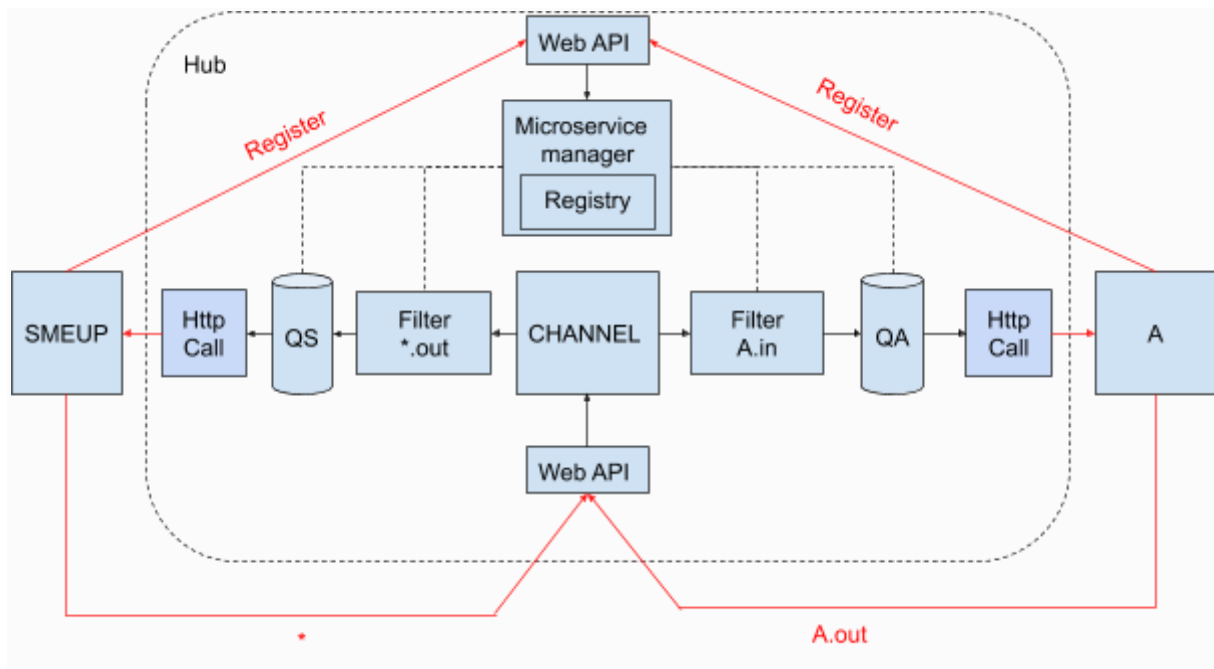 Web API
Hub
Register
Register
Microservice
manager
Registry
SMEUP
Http
Call
QS
Filter
*.out
CHANNEL
Filter
A.in
QA
Http
Call
A
Web API
*
A.out